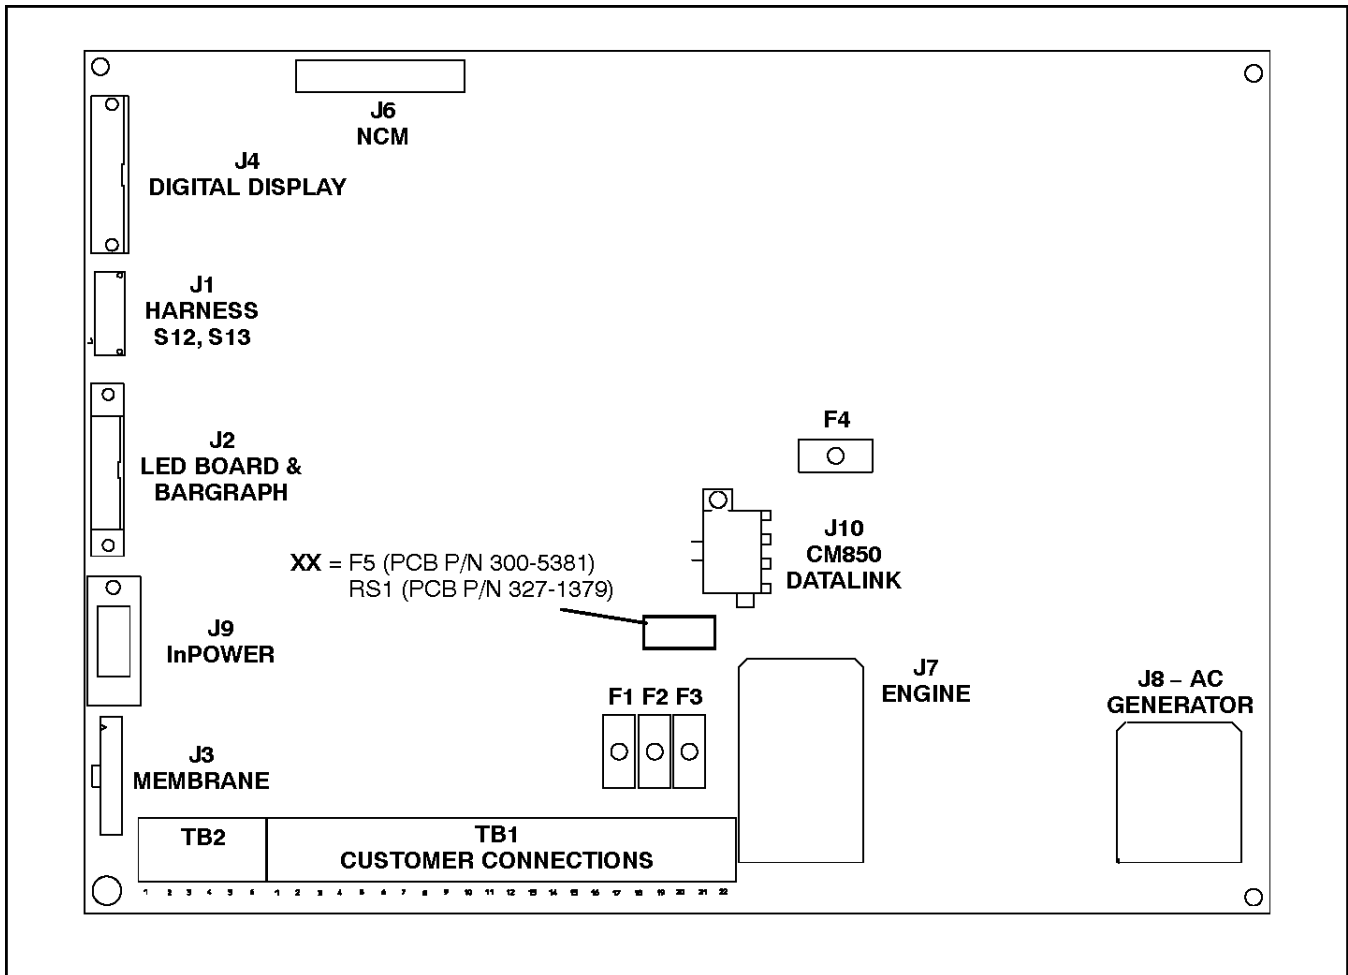 J6
NCM
J4
DIGITAL DISPLAY
J1
HARNESS
S12, S13
J2
LED BOARD &
BARGRAPH
F4
J10
CM850
DATALINK
XX = F5 (PCB P/N 300-5381)
RS1 (PCB P/N 327-1379)
J9
InPOWER
J7
ENGINE
J8 – AC
GENERATOR
F1 F2 F3
J3
MEMBRANE
TB2
TB1
CUSTOMER CONNECTIONS
1 2 3 4 5 6 1 2 3 4 5 6 7 8 9 10 11 12 13 14 15 16 17 18 19 20 21 22